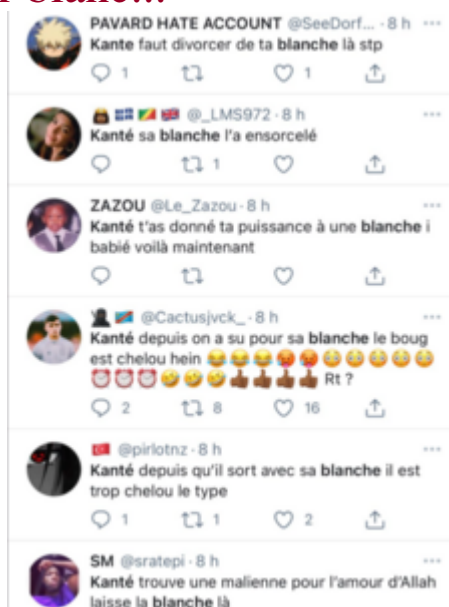 PAVARD HATE ACCOUNT @SeeDorf... · 8 h
Kante faut divorcer de ta blanche là stp
1 1
@_LMS972 · 8 h
Kanté sa blanche l'a ensorcelé
1
ZAZOU @Le_Zazou · 8 h
Kanté t'as donné ta puissance à une blanche i
babié voilà maintenant
@Cactusjvck_ · 8 h
Kanté depuis on a su pour sa blanche le boug
est chelou hein 😂😂😂🥵🥵😳😳😳😳😳
⏰⏰⏰🤣🤣🤣👍🏾👍🏾👍🏾👍🏾 Rt ?
2 8 16
@pirlotnz · 8 h
Kanté depuis qu'il sort avec sa blanche il est
trop chelou le type
1 1 2
SM @sratepi · 8 h
Kanté trouve une malienne pour l'amour d'Allah
laisse la blanche là